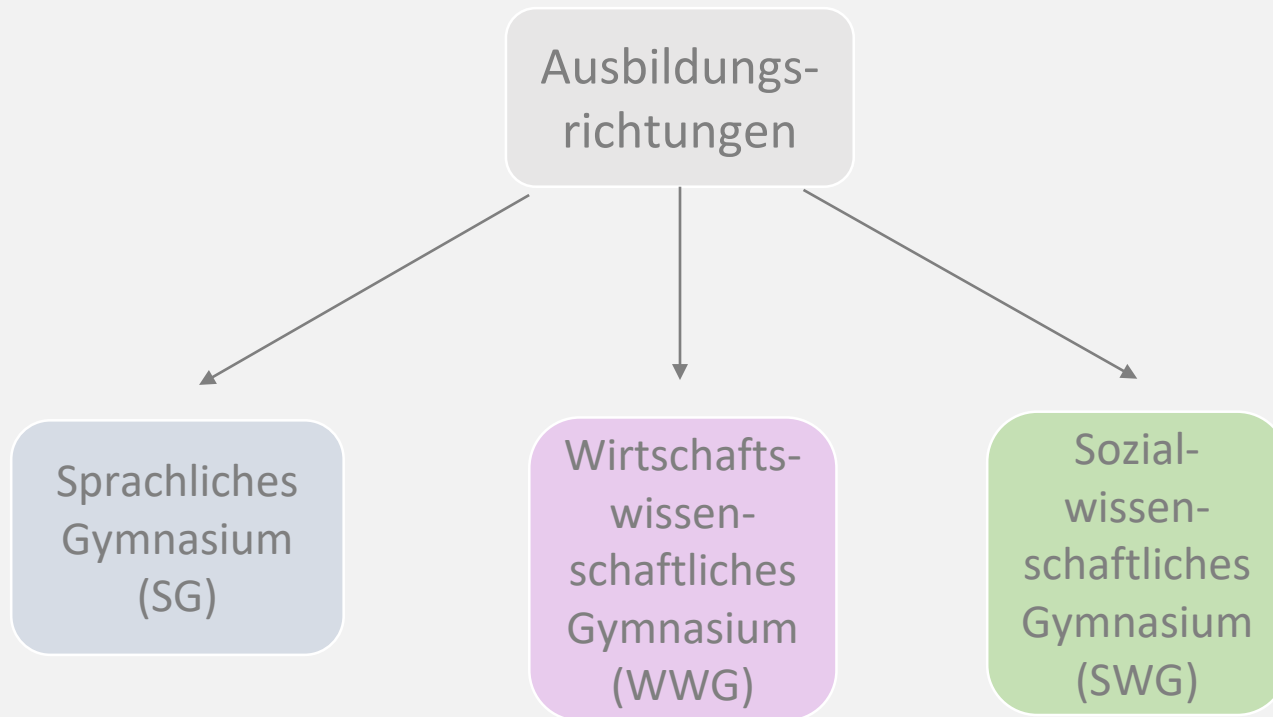 Ausbildungs-
richtungen
Sprachliches
Gymnasium
(SG)
Wirtschafts-
wissen-
schaftliches
Gymnasium
(WWG)
Sozial-
wissen-
schaftliches
Gymnasium
(SWG)